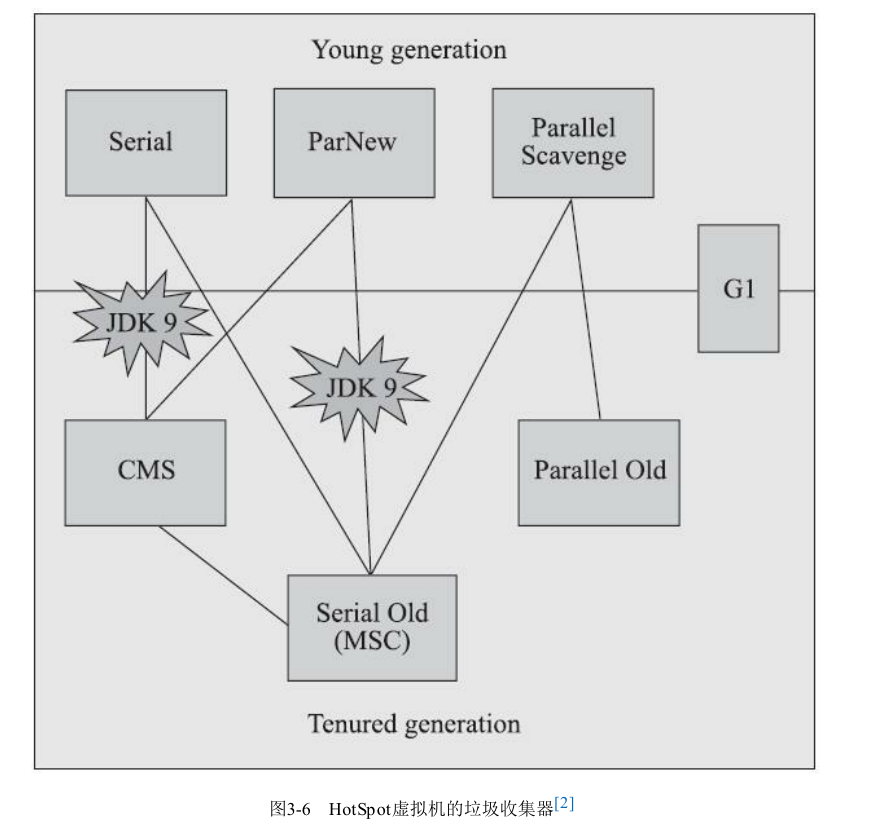 Young generation
Serial
ParNew
Parallel
Scavenge
G1
JDK 9
JDK 9
CMS
Parallel Old
Serial Old
(MSC)
Tenured generation
图3-6 HotSpot虚拟机的垃圾收集器[2]